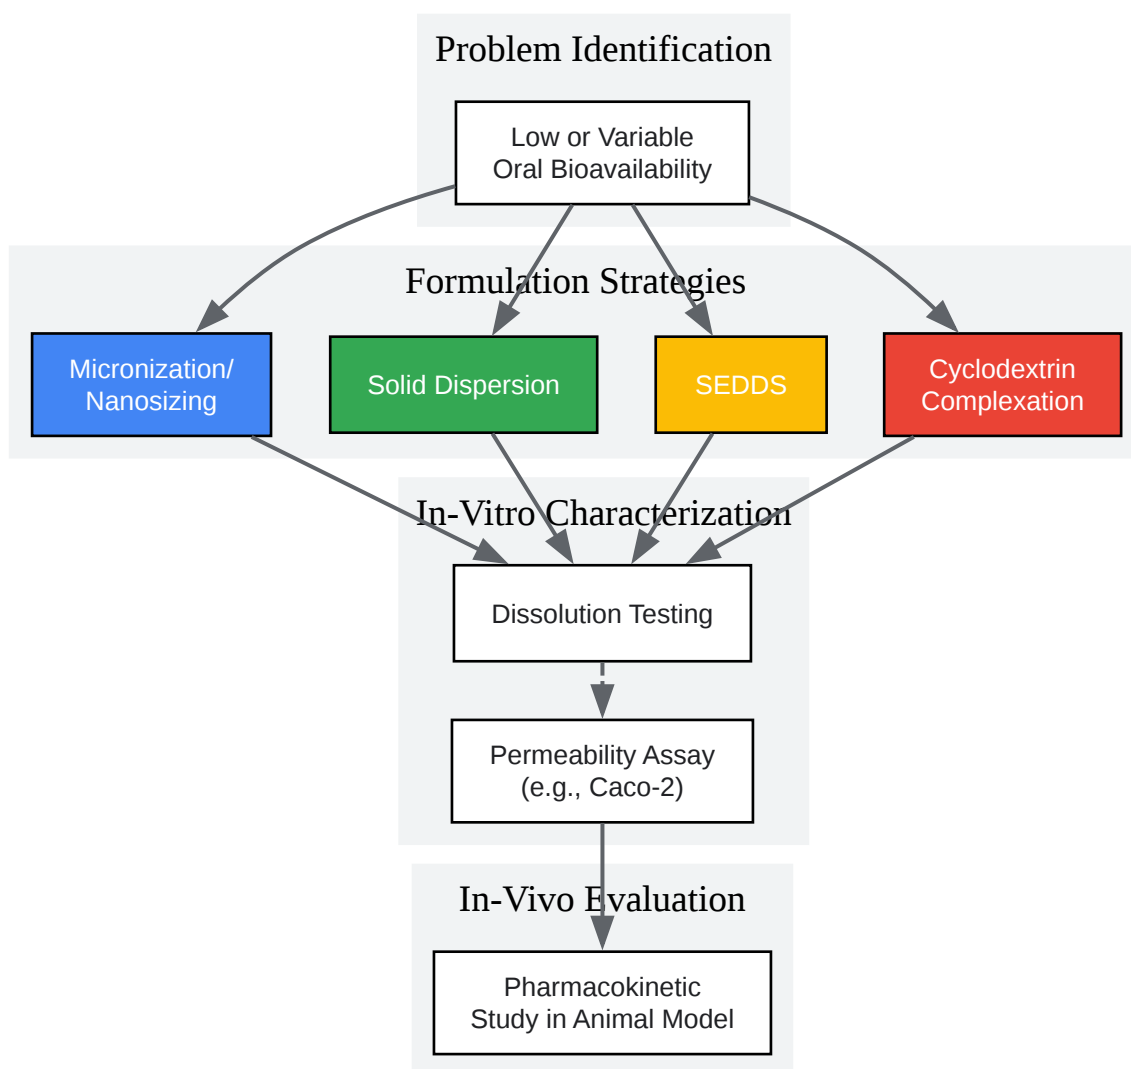 Problem Identification
Low or Variable
Oral Bioavailability
Formulation Strategies
Micronization/
Nanosizing
Solid Dispersion
SEDDS
Cyclodextrin
Complexation
In-Vitro Characterization
Dissolution Testing
Permeability Assay
(e.g., Caco-2)
In-Vivo Evaluation
Pharmacokinetic
Study in Animal Model